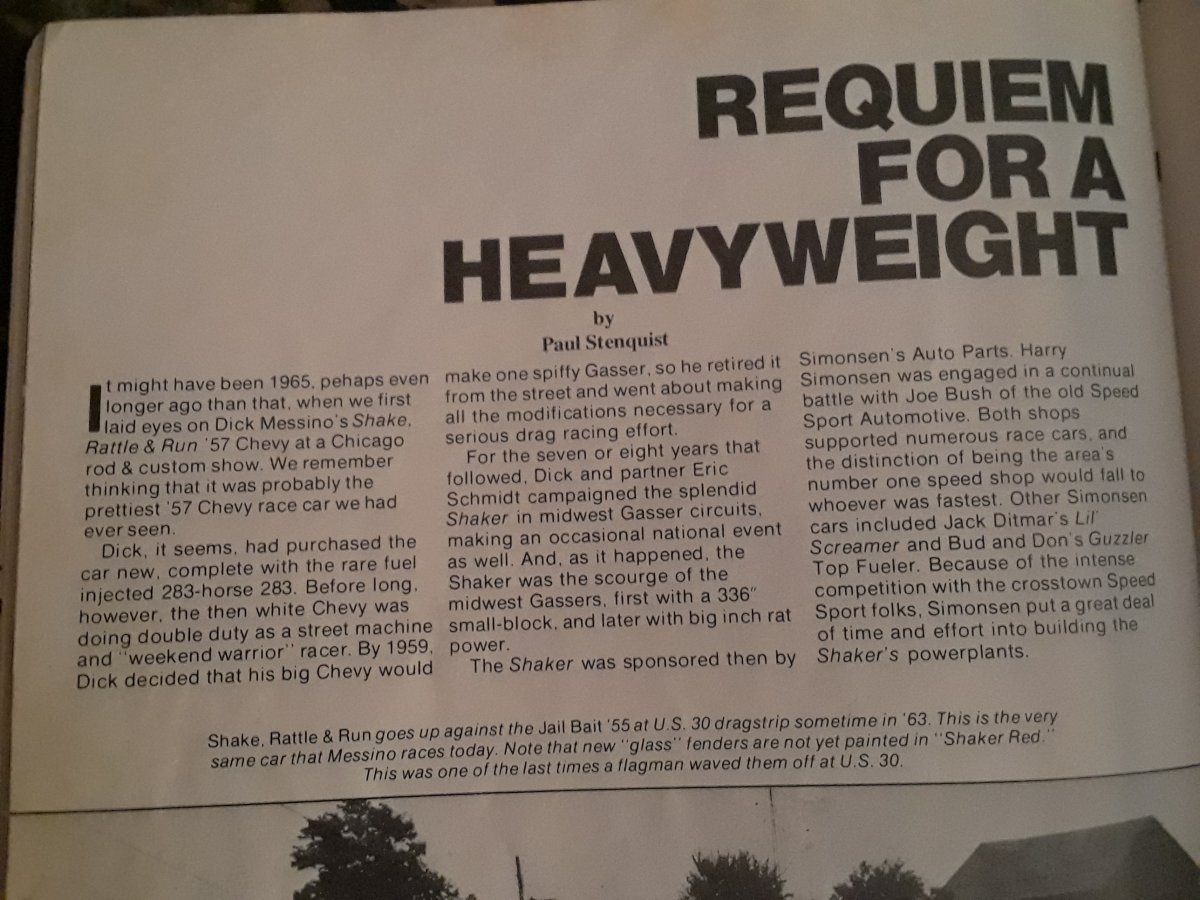 REQUIEM
FOR A
HEAVYWEIGHT
by
Paul Stenquist
It might have been 1965, pehaps even
longer ago than that, when we first
laid eyes on Dick Messino's Shake,
Rattle & Run '57 Chevy at a Chicago
rod & custom show. We remember
thinking that it was probably the
prettiest '57 Chevy race car we had
ever seen.
Dick, it seems, had purchased the
car new, complete with the rare fuel
injected 283-horse 283. Before long,
however, the then white Chevy was
doing double duty as a street machine
and "weekend warrior" racer. By 1959,
Dick decided that his big Chevy would
make one spiffy Gasser, so he retired it
from the street and went about making
all the modifications necessary for a
serious drag racing effort.
For the seven or eight years that
followed, Dick and partner Eric
Schmidt campaigned the splendid
Shaker in midwest Gasser circuits,
making an occasional national event
as well. And, as it happened, the
Shaker was the scourge of the
midwest Gassers, first with a 336"
small-block, and later with big inch rat
power.
The Shaker was sponsored then by
Simonsen's Auto Parts. Harry
Simonsen was engaged in a continual
battle with Joe Bush of the old Speed
Sport Automotive. Both shops
supported numerous race cars, and
the distinction of being the area's
number one speed shop would fall to
whoever was fastest. Other Simonsen
cars included Jack Ditmar's Lil'
Screamer and Bud and Don's Guzzler
Top Fueler. Because of the intense
competition with the crosstown Speed
Sport folks, Simonsen put a great deal
of time and effort into building the
Shaker's powerplants.
Shake, Rattle & Run goes up against the Jail Bait '55 at U.S. 30 dragstrip sometime in '63. This is the very
same car that Messino races today. Note that new "glass" fenders are not yet painted in "Shaker Red."
This was one of the last times a flagman waved them off at U.S. 30.